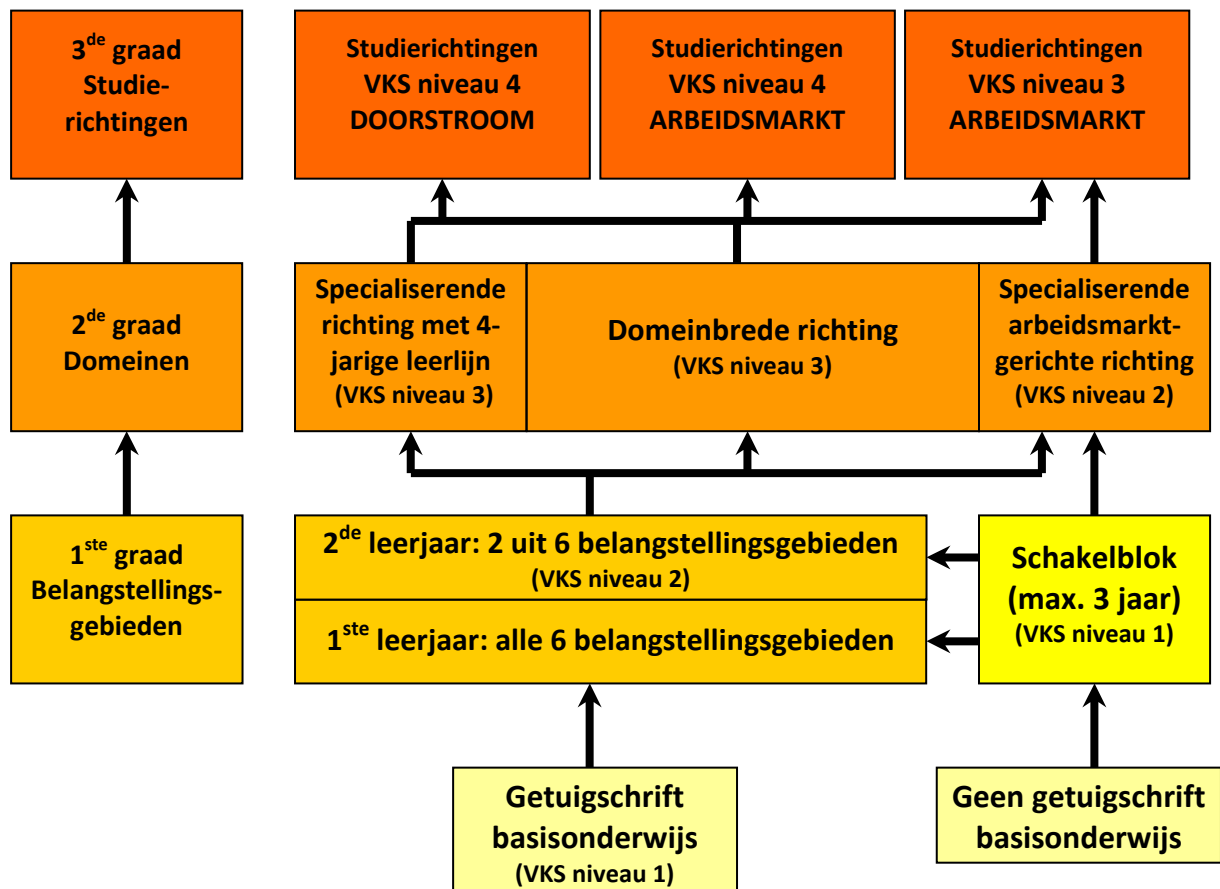 3de graad
Studie-
richtingen
Studierichtingen
VKS niveau 4
DOORSTROOM
Studierichtingen
VKS niveau 4
ARBEIDSMARKT
Studierichtingen
VKS niveau 3
ARBEIDSMARKT
2de graad
Domeinen
Specialiserende
richting met 4-
jarige leerlijn
(VKS niveau 3)
Domeinbrede richting
(VKS niveau 3)
Specialiserende
arbeidsmarkt-
gerichte richting
(VKS niveau 2)
1ste graad
Belangstellings-
gebieden
2de leerjaar: 2 uit 6 belangstellingsgebieden
(VKS niveau 2)
1ste leerjaar: alle 6 belangstellingsgebieden
Schakelblok
(max. 3 jaar)
(VKS niveau 1)
Getuigschrift
basisonderwijs
(VKS niveau 1)
Geen getuigschrift
basisonderwijs